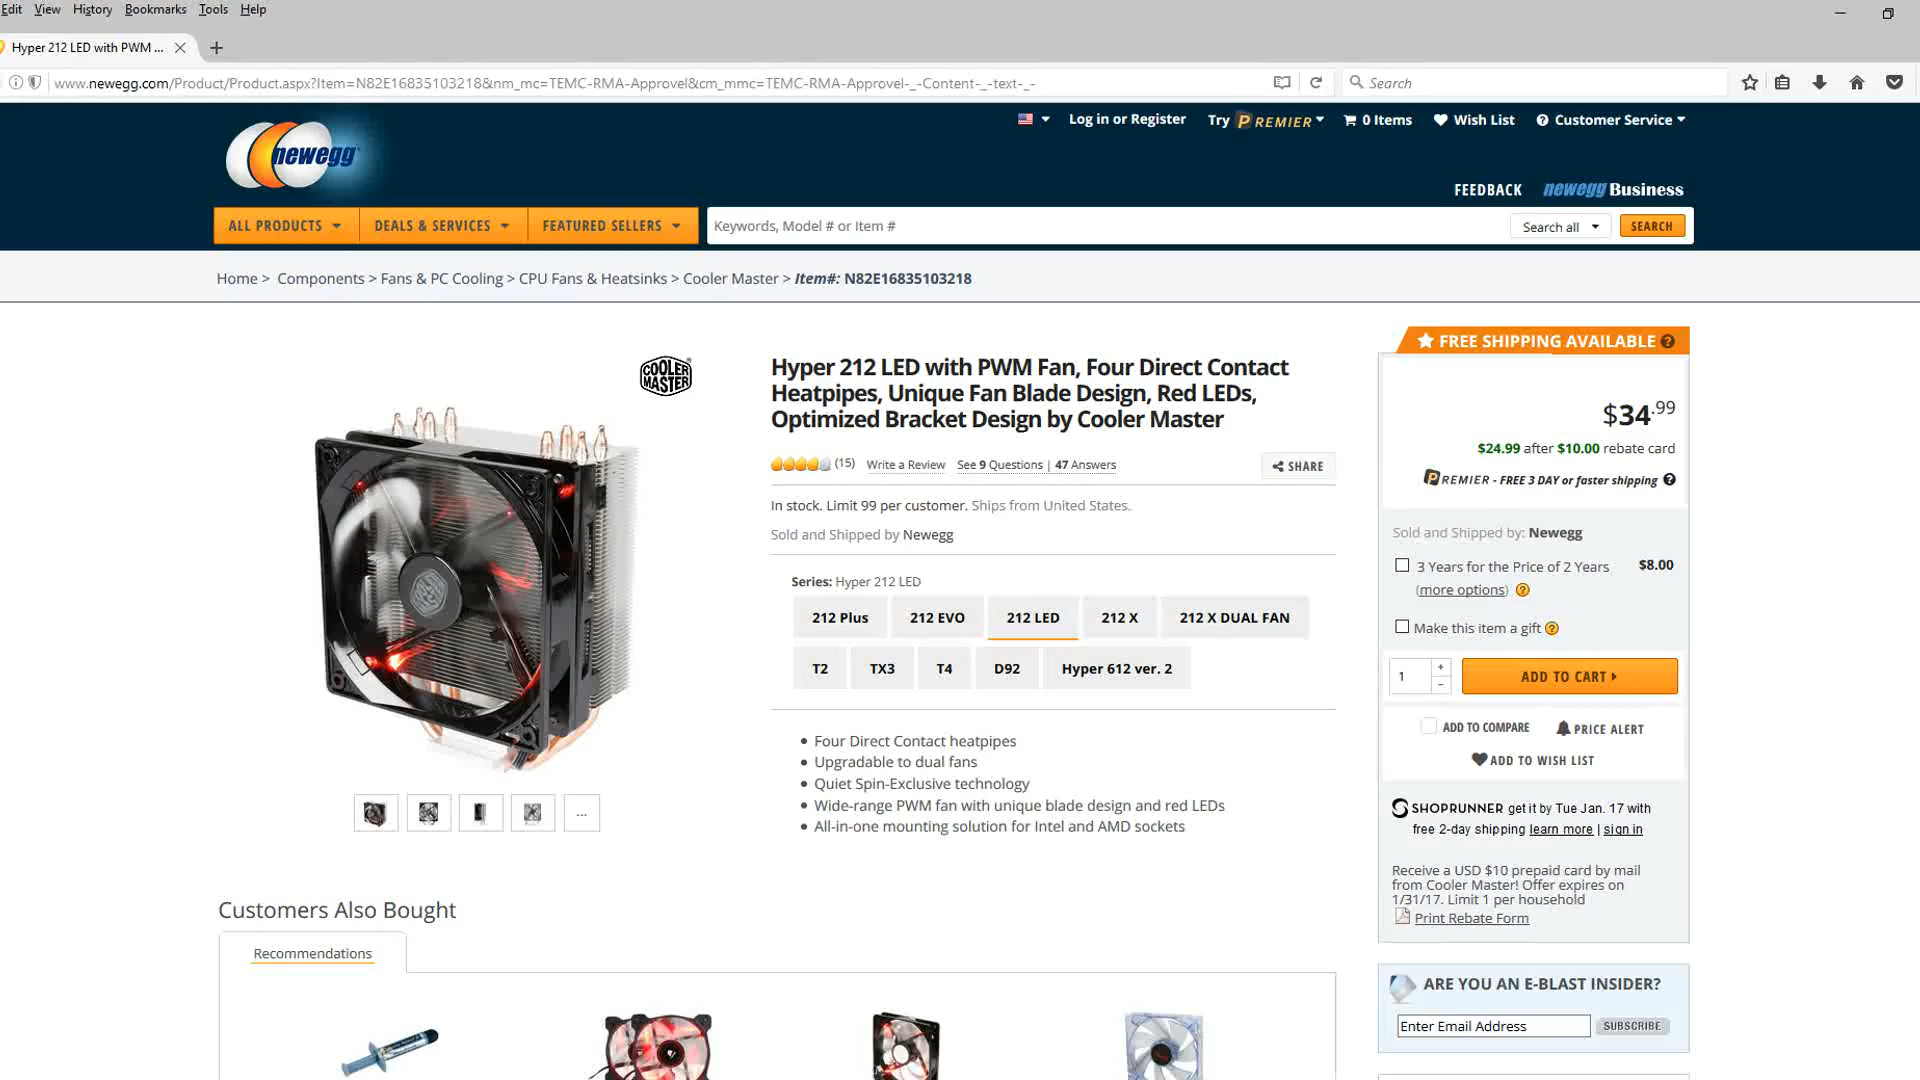 Edit View History Bookmarks Tools Help
Hyper 212 LED with PWM ...
www.newegg.com/Product/Product.aspx?Item=N82E16835103218&nm_mc=TEMC-RMA-Approvel&cm_mmc=TEMC-RMA-Approvel-_-Content-_-text-_-
Search
Log in or Register
Try PREMIER
0 Items
Wish List
Customer Service
newegg
FEEDBACK
newegg Business
ALL PRODUCTS
DEALS & SERVICES
FEATURED SELLERS
Keywords, Model # or Item #
Search all
SEARCH
Home > Components > Fans & PC Cooling > CPU Fans & Heatsinks > Cooler Master > Item#: N82E16835103218
COOLER
MASTER
Hyper 212 LED with PWM Fan, Four Direct Contact
Heatpipes, Unique Fan Blade Design, Red LEDs,
Optimized Bracket Design by Cooler Master
(15) Write a Review See 9 Questions | 47 Answers
SHARE
In stock. Limit 99 per customer. Ships from United States.
Sold and Shipped by Newegg
Series: Hyper 212 LED
212 Plus
212 EVO
212 LED
212 X
212 X DUAL FAN
T2
TX3
T4
D92
Hyper 612 ver. 2
• Four Direct Contact heatpipes
• Upgradable to dual fans
• Quiet Spin-Exclusive technology
• Wide-range PWM fan with unique blade design and red LEDs
• All-in-one mounting solution for Intel and AMD sockets
...
FREE SHIPPING AVAILABLE ?
$34.99
$24.99 after $10.00 rebate card
PREMIER - FREE 3 DAY or faster shipping ?
Sold and Shipped by: Newegg
3 Years for the Price of 2 Years $8.00
(more options) ?
Make this item a gift ?
1
+
-
ADD TO CART
ADD TO COMPARE
PRICE ALERT
ADD TO WISH LIST
SHOPRUNNER get it by Tue Jan. 17 with
free 2-day shipping learn more | sign in
Receive a USD $10 prepaid card by mail
from Cooler Master! Offer expires on
1/31/17. Limit 1 per household
Print Rebate Form
Customers Also Bought
Recommendations
ARE YOU AN E-BLAST INSIDER?
Enter Email Address
SUBSCRIBE